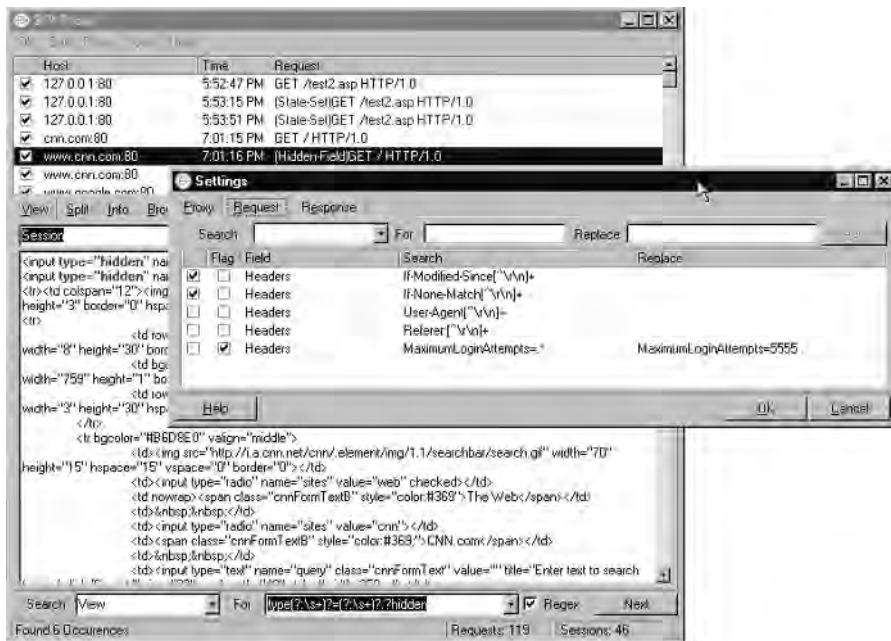 Host Time Request
127.0.0.1:80 5:52:47 PM GET /test2.asp HTTP/1.0
127.0.0.1:80 5:53:15 PM (Stale-Sel)GET /test2.asp HTTP/1.0
127.0.0.1:80 5:53:51 PM (Stale-Sel)GET /test2.asp HTTP/1.0
cnn.com:80 7:01:15 PM GET / HTTP/1.0
www.cnn.com:80 7:01:16 PM (Hidden-Field)GET / HTTP/1.0
www.cnn.com:80
www.google.com:80
View Split Info Bro
Session
Settings
Proxy Request Response
Search For Replace
Flag Field Search Replace
Headers If-Modified-Since[^\r\n]+
Headers If-None-Match[^\r\n]+
Headers User-Agent[^\r\n]+
Headers Referer:[^\r\n]+
Headers MaximumLoginAttempts=.* MaximumLoginAttempts=5555
Help Ok Cancel
<input type="hidden" na
<input type="hidden" na
<tr><td colspan="12"><img
height="3" border="0" hspa
<tr>
<td row
width="8" height="30" bord
<td bg
width="759" height="1" bo
<td row
width="3" height="30" hsp
</tr>
<tr bgcolor="#B6D8E0" valign="middle">
<td><img src="http://i.a.cnn.net/cnn/.element/img/1.1/searchbar/search.gif" width="70"
height="15" hspace="15" vspace="0" border="0"></td>
<td><input type="radio" name="sites" value="web" checked></td>
<td nowrap><span class="cnnFormTextB" style="color:#369">The Web</span></td>
<td>&nbsp;&nbsp;</td>
<td><input type="radio" name="sites" value="cnn"></td>
<td><span class="cnnFormTextB" style="color:#369;">CNN.com</span></td>
<td>&nbsp;&nbsp;</td>
<td><input type="text" name="query" class="cnnFormText" value="" title="Enter text to search
Search View For type(?:\s+)?=(?:\s+)?.?hidden Regex Next
Found 6 Occurences Requests: 119 Sessions: 46